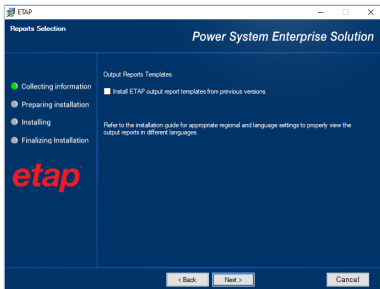 ETAP
Reports Selection
Power System Enterprise Solution
Output Reports Templates
Install ETAP output report templates from previous versions
Collecting information
Preparing installation
Installing
Finalizing Installation
Refer to the installation guide for appropriate regional and language settings to properly view the
output reports in different languages.
etap
< Back
Next >
Cancel